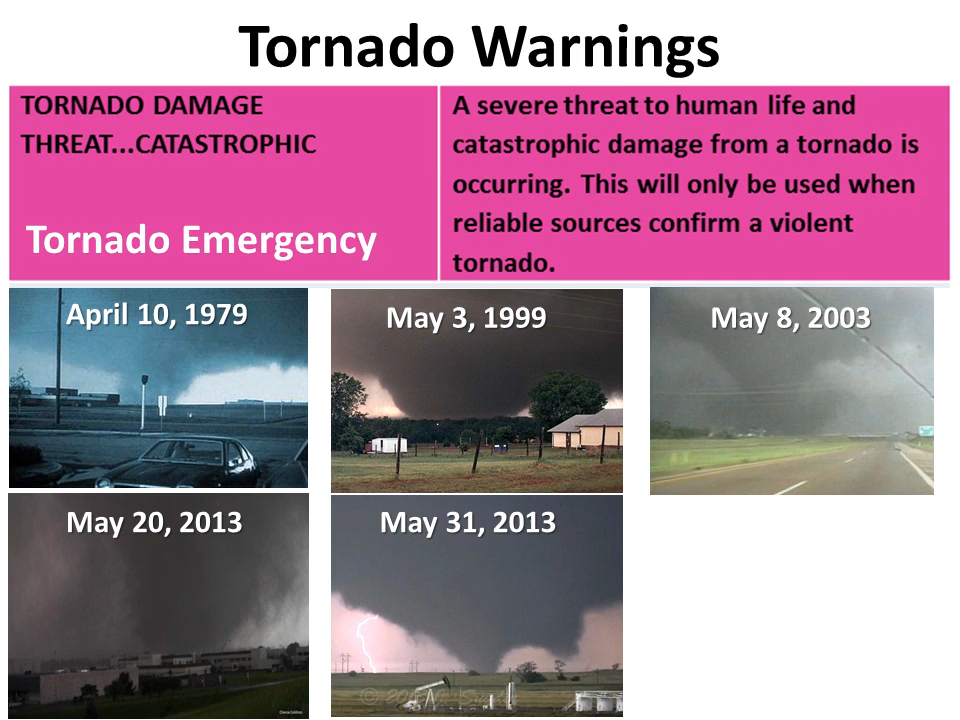 Tornado Warnings
TORNADO DAMAGE
THREAT...CATASTROPHIC
Tornado Emergency
A severe threat to human life and
catastrophic damage from a tornado is
occurring. This will only be used when
reliable sources confirm a violent
tornado.
April 10, 1979
May 3, 1999
May 8, 2003
May 20, 2013
May 31, 2013